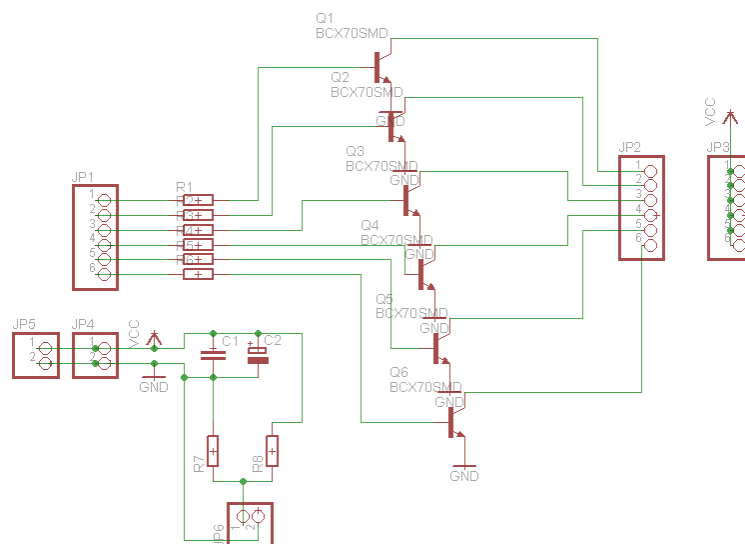 Q1
BCX70SMD
Q2
BCX70SMD
GND
VCC
Q3
BCX70SMD
GND
JP2
1
2
3
4
5
6
JP3
1
2
3
4
5
6
JP1
1
2
3
4
5
6
R1
R2
R3
R4
R5
R6
Q4
BCX70SMD
GND
Q5
BCX70SMD
GND
JP5
1
2
JP4
1
2
VCC
GND
C1
C2
Q6
BCX70SMD
GND
R7
R8
GND
JP6
1
2